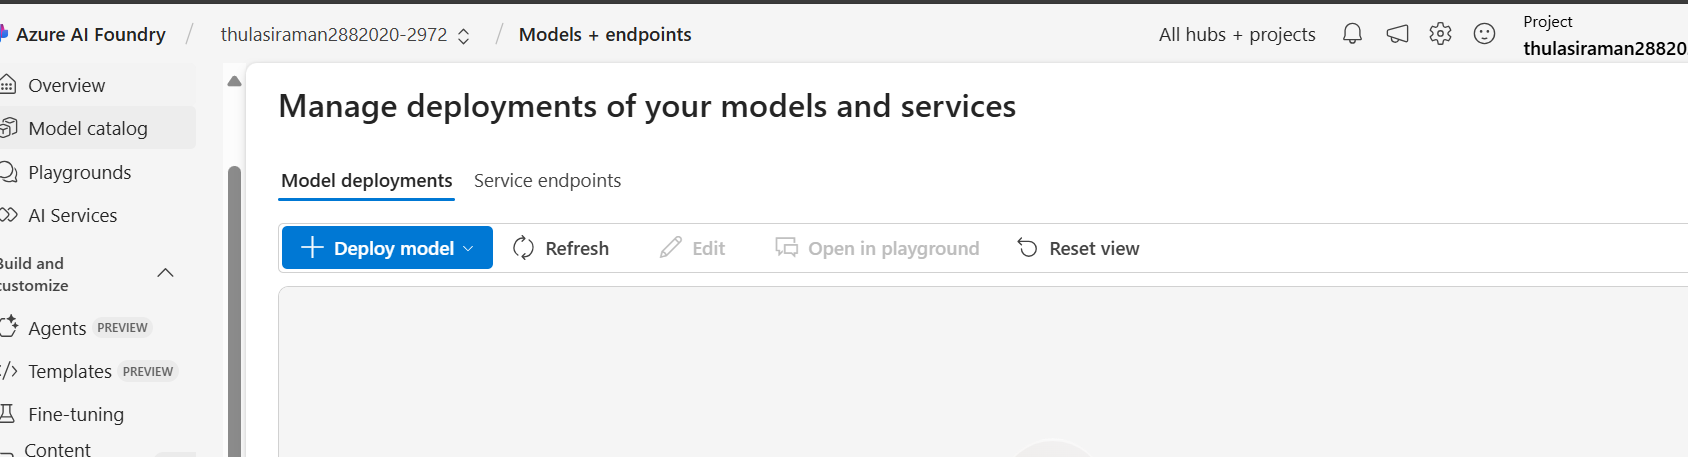 Azure AI Foundry / thulasiraman2882020-2972 / Models + endpoints All hubs + projects
Project
thulasiraman28820
Overview
Model catalog
Playgrounds
AI Services
Build and
customize
Agents PREVIEW
Templates PREVIEW
Fine-tuning
Content
Manage deployments of your models and services
Model deployments Service endpoints
Deploy model Refresh Edit Open in playground Reset view